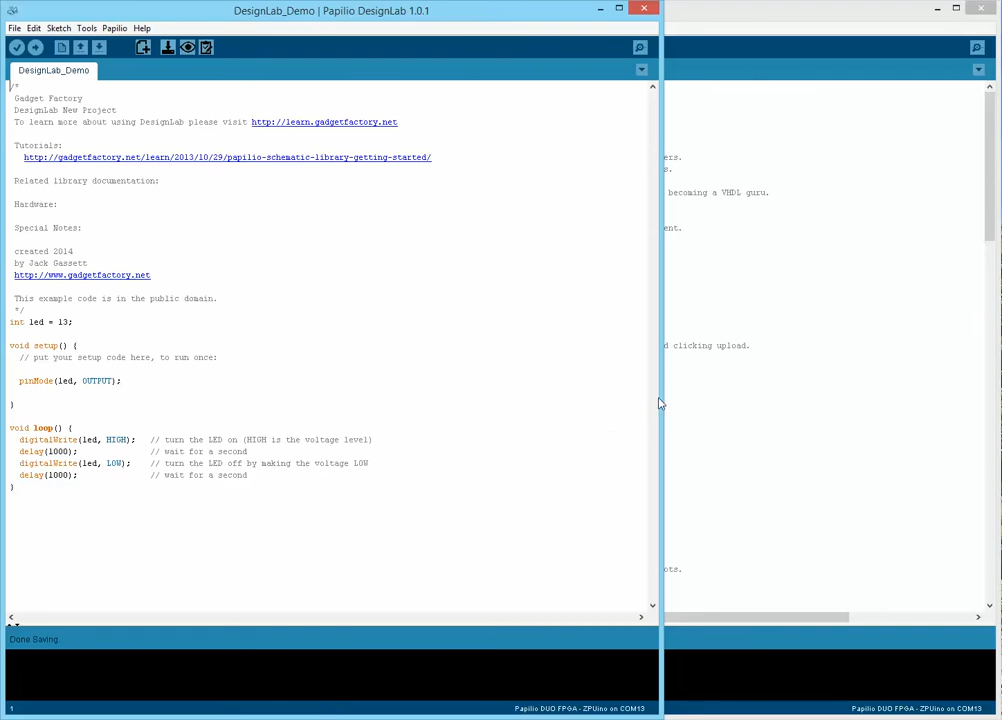 DesignLab_Demo | Papilio DesignLab 1.0.1
File Edit Sketch Tools Papilio Help
DesignLab_Demo
/*
Gadget Factory
DesignLab New Project
To learn more about using DesignLab please visit http://learn.gadgetfactory.net
Tutorials:
http://gadgetfactory.net/learn/2013/10/29/papilio-schematic-library-getting-started/
Related library documentation:
Hardware:
Special Notes:
created 2014
by Jack Gassett
http://www.gadgetfactory.net
This example code is in the public domain.
*/
int led = 13;
void setup() {
// put your setup code here, to run once:
pinMode(led, OUTPUT);
}
void loop() {
digitalWrite(led, HIGH); // turn the LED on (HIGH is the voltage level)
delay(1000); // wait for a second
digitalWrite(led, LOW); // turn the LED off by making the voltage LOW
delay(1000); // wait for a second
}
Done Saving.
1
Papilio DUO FPGA - ZPUino on COM13
ers.
s.
becoming a VHDL guru.
ent.
d clicking upload.
ots.
Papilio DUO FPGA - ZPUino on COM13